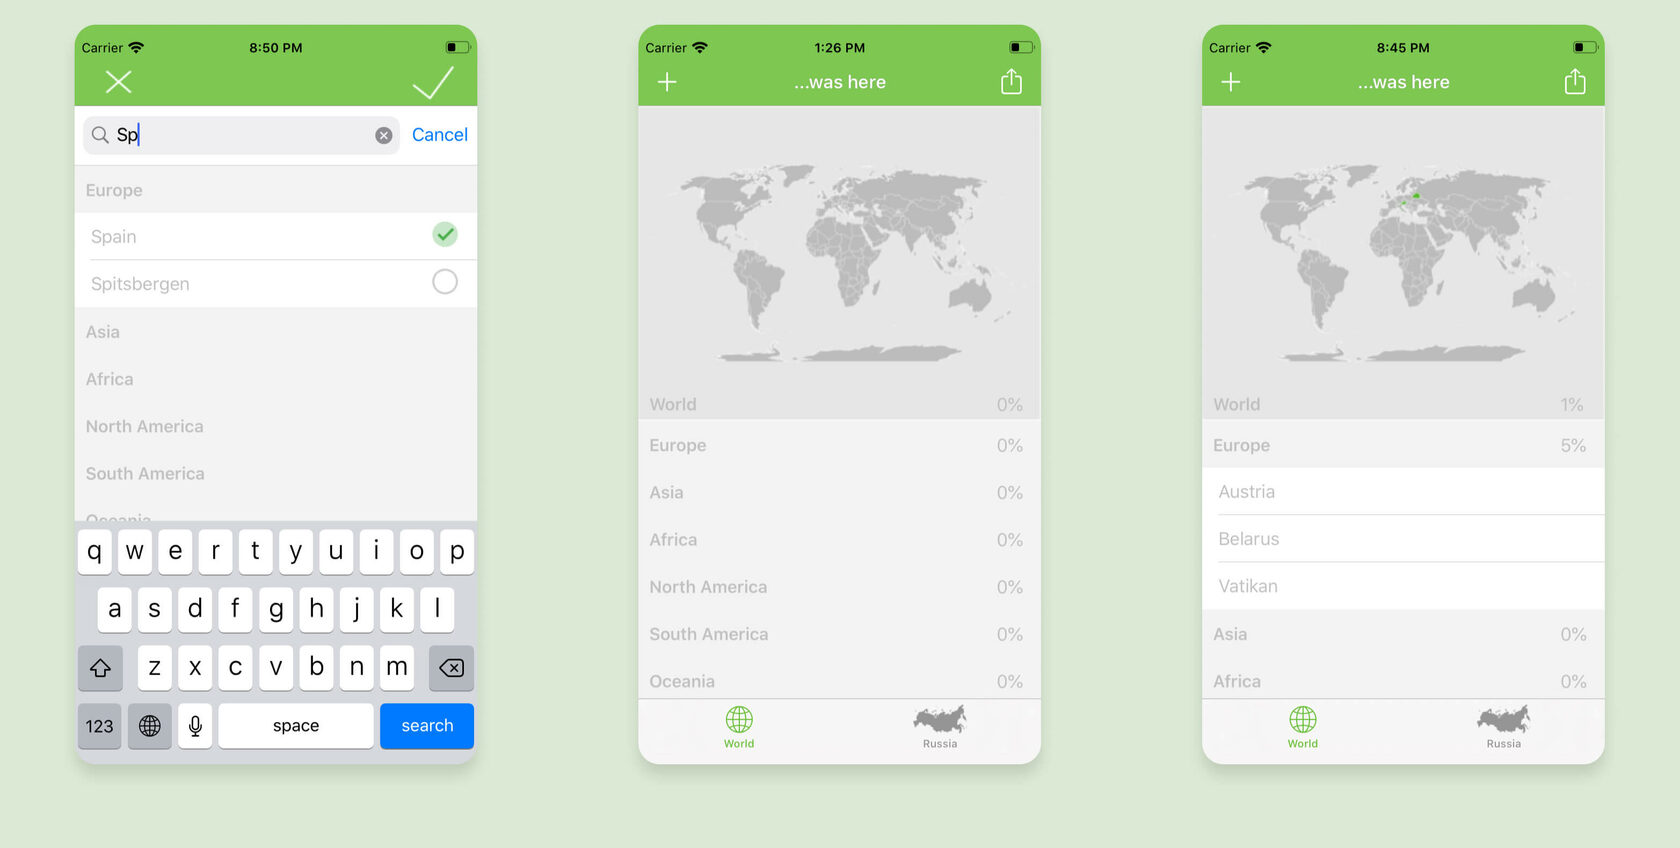 Carrier 8:50 PM
Sp
Cancel
Europe
Spain
Spitsbergen
Asia
Africa
North America
South America
Oceania
q w e r t y u i o p
a s d f g h j k l
z x c v b n m
123 space search
Carrier 1:26 PM
...was here
World 0%
Europe 0%
Asia 0%
Africa 0%
North America 0%
South America 0%
Oceania 0%
World Russia
Carrier 8:45 PM
...was here
World 1%
Europe 5%
Austria
Belarus
Vatikan
Asia 0%
Africa 0%
World Russia